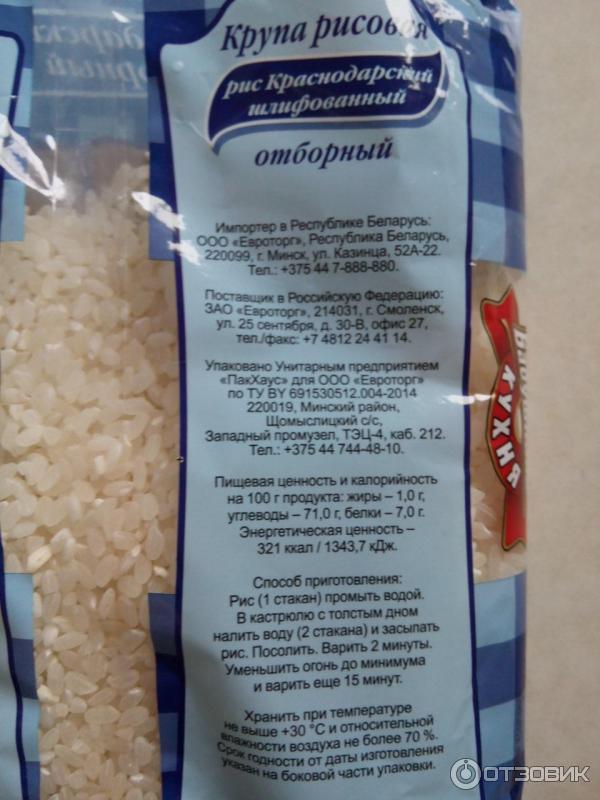 Крупа рисовая
рис Краснодарский
шлифованный
отборный
Импортер в Республике Беларусь:
ООО «Евроторг», Республика Беларусь,
220099, г. Минск, ул. Казинца, 52А-22.
Тел.: +375 44 7-888-880.
Поставщик в Российскую Федерацию:
ЗАО «Евроторг», 214031, г. Смоленск,
ул. 25 сентября, д. 30-В, офис 27,
тел./факс: +7 4812 24 41 14.
Упаковано Унитарным предприятием
«ПакХаус» для ООО «Евроторг»
по ТУ BY 691530512.004-2014
220019, Минский район,
Щомыслицкий с/с,
Западный промузел, ТЭЦ-4, каб. 212.
Тел.: +375 44 744-48-10.
Пищевая ценность и калорийность
на 100 г продукта: жиры – 1,0 г,
углеводы – 71,0 г, белки – 7,0 г.
Энергетическая ценность –
321 ккал / 1343,7 кДж.
Способ приготовления:
Рис (1 стакан) промыть водой.
В кастрюлю с толстым дном
налить воду (2 стакана) и засыпать
рис. Посолить. Варить 2 минуты.
Уменьшить огонь до минимума
и варить еще 15 минут.
Хранить при температуре
не выше +30 °С и относительной
влажности воздуха не более 70 %.
Срок годности от даты изготовления
указан на боковой части упаковки.
КУХНЯ
ОТЗОВИК